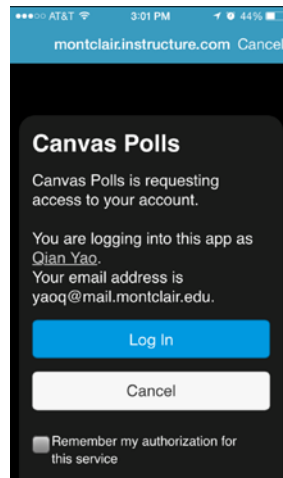 AT&T 3:01 PM 44%
montclair.instructure.com Cancel
Canvas Polls
Canvas Polls is requesting
access to your account.
You are logging into this app as
Qian Yao.
Your email address is
yaoq@mail.montclair.edu.
Log In
Cancel
Remember my authorization for
this service